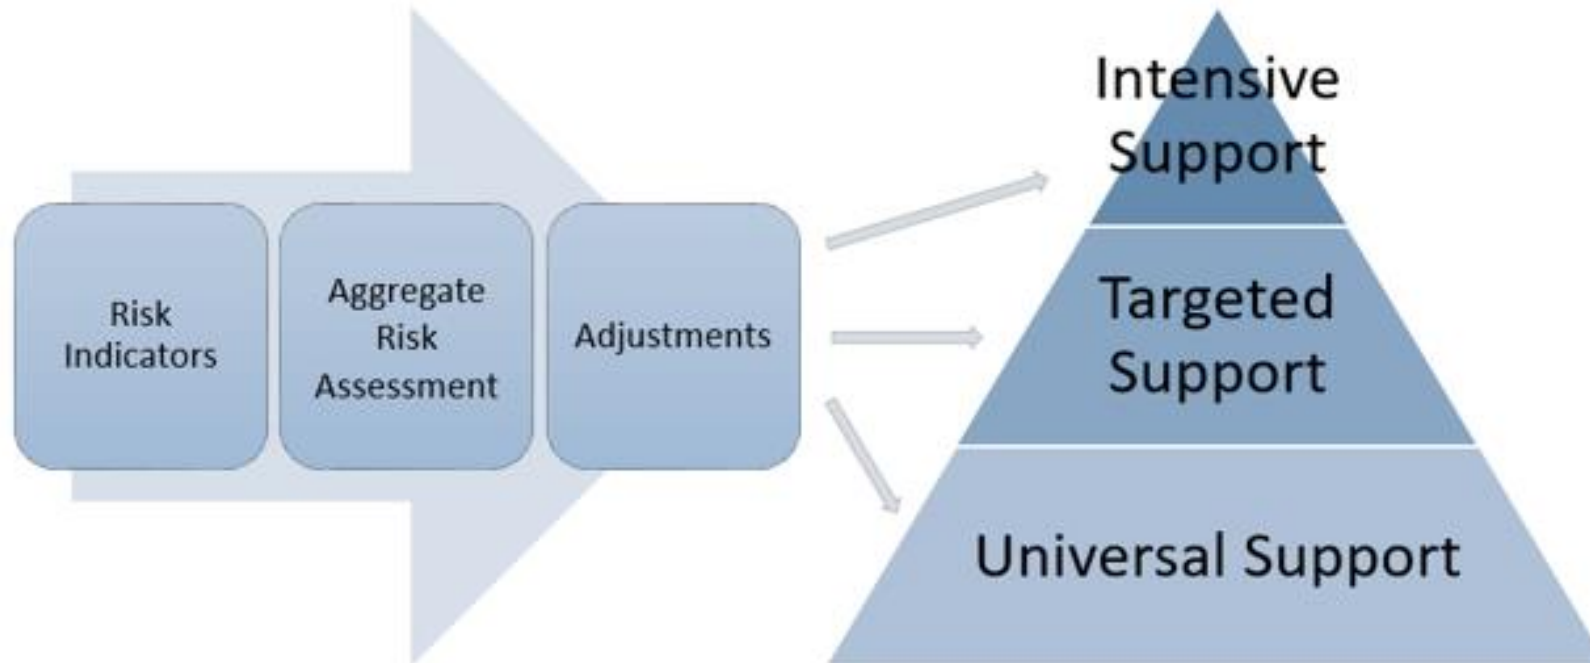 Risk
Indicators
Aggregate
Risk
Assessment
Adjustments
Intensive
Support
Targeted
Support
Universal Support